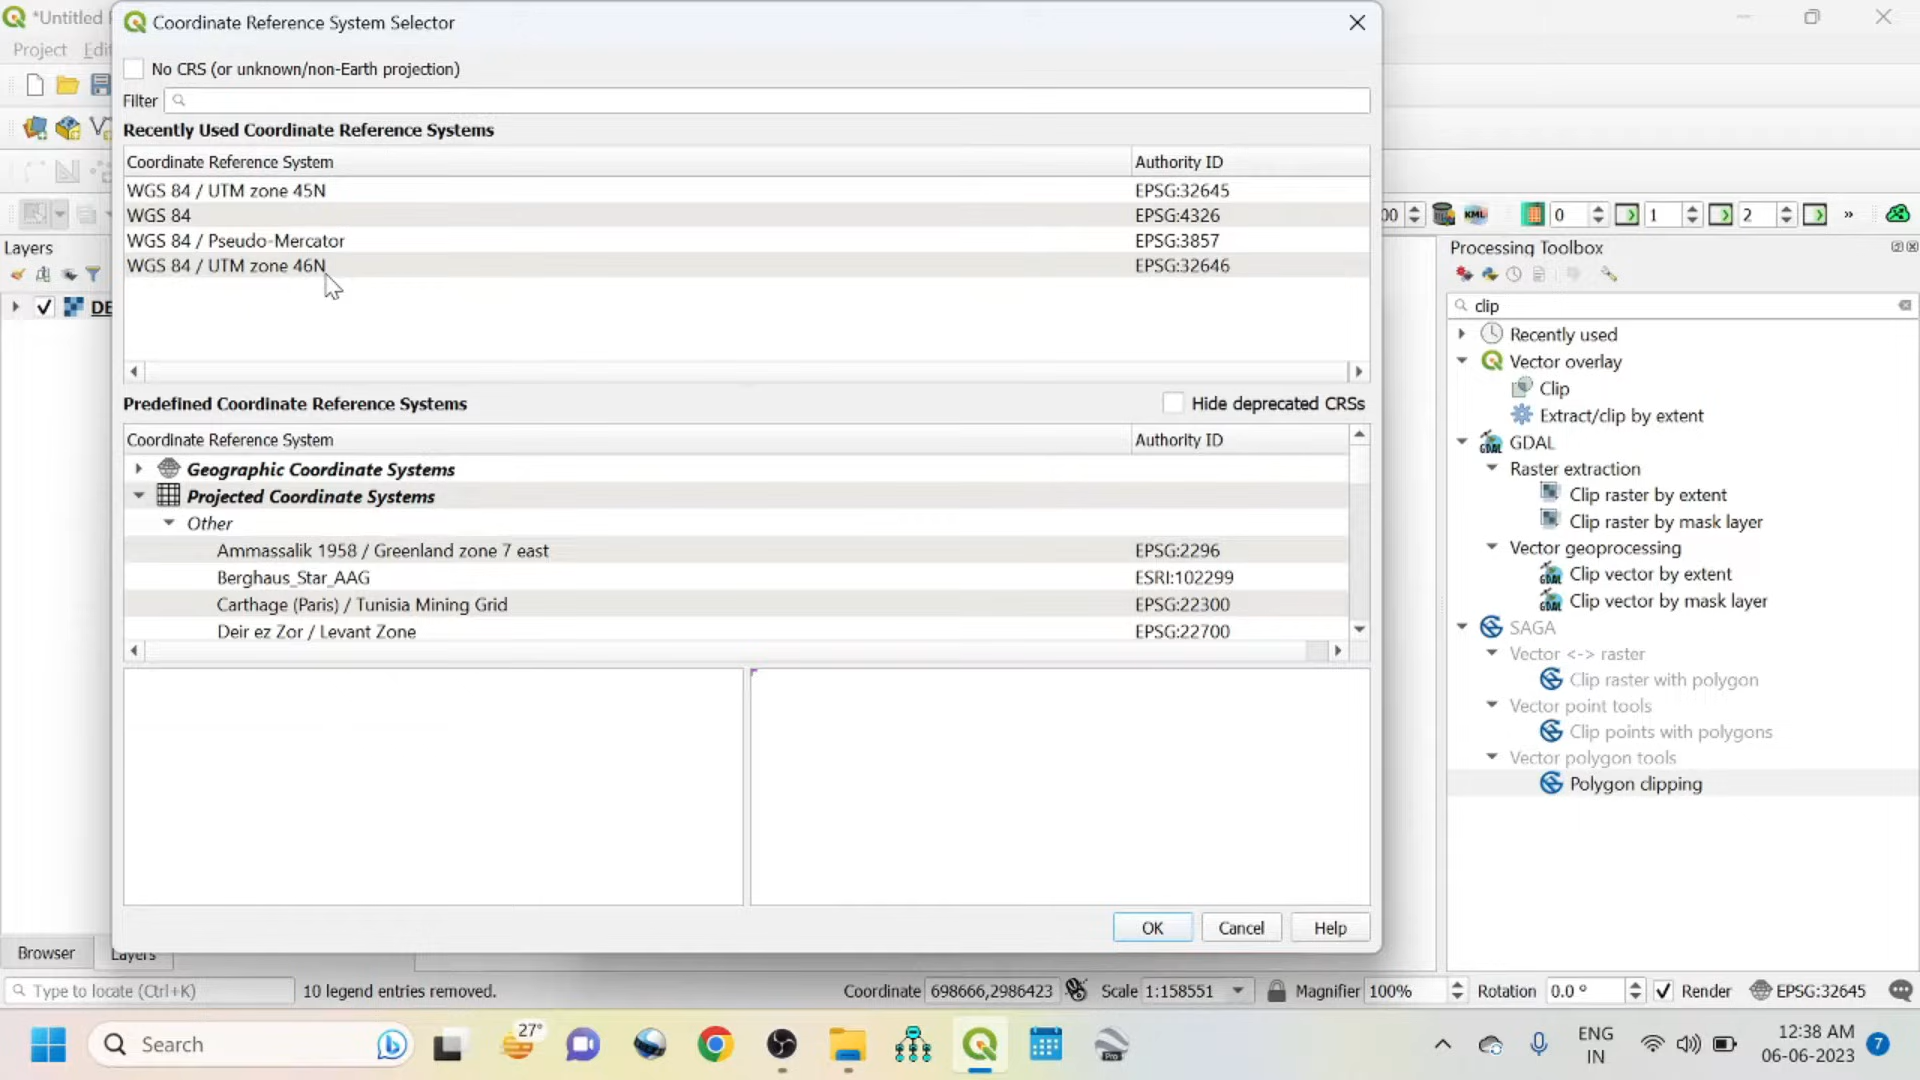 *Untitled
Coordinate Reference System Selector
Project Edi
No CRS (or unknown/non-Earth projection)
Filter
Recently Used Coordinate Reference Systems
Coordinate Reference System Authority ID
WGS 84 / UTM zone 45N EPSG:32645
WGS 84 EPSG:4326
WGS 84 / Pseudo-Mercator EPSG:3857
WGS 84 / UTM zone 46N EPSG:32646
Predefined Coordinate Reference Systems Hide deprecated CRSs
Coordinate Reference System Authority ID
Geographic Coordinate Systems
Projected Coordinate Systems
Other
Ammassalik 1958 / Greenland zone 7 east EPSG:2296
Berghaus_Star_AAG ESRI:102299
Carthage (Paris) / Tunisia Mining Grid EPSG:22300
Deir ez Zor / Levant Zone EPSG:22700
OK Cancel Help
Layers
DE
00 KML 0 1 2 »
Processing Toolbox
clip
Recently used
Vector overlay
Clip
Extract/clip by extent
GDAL
Raster extraction
Clip raster by extent
Clip raster by mask layer
Vector geoprocessing
Clip vector by extent
Clip vector by mask layer
SAGA
Vector <-> raster
Clip raster with polygon
Vector point tools
Clip points with polygons
Vector polygon tools
Polygon clipping
Browser Layers
Type to locate (Ctrl+K) 10 legend entries removed. Coordinate 698666,2986423 Scale 1:158551 Magnifier 100% Rotation 0.0 ° Render EPSG:32645
Search 27° Pro ENG IN 12:38 AM 06-06-2023 7